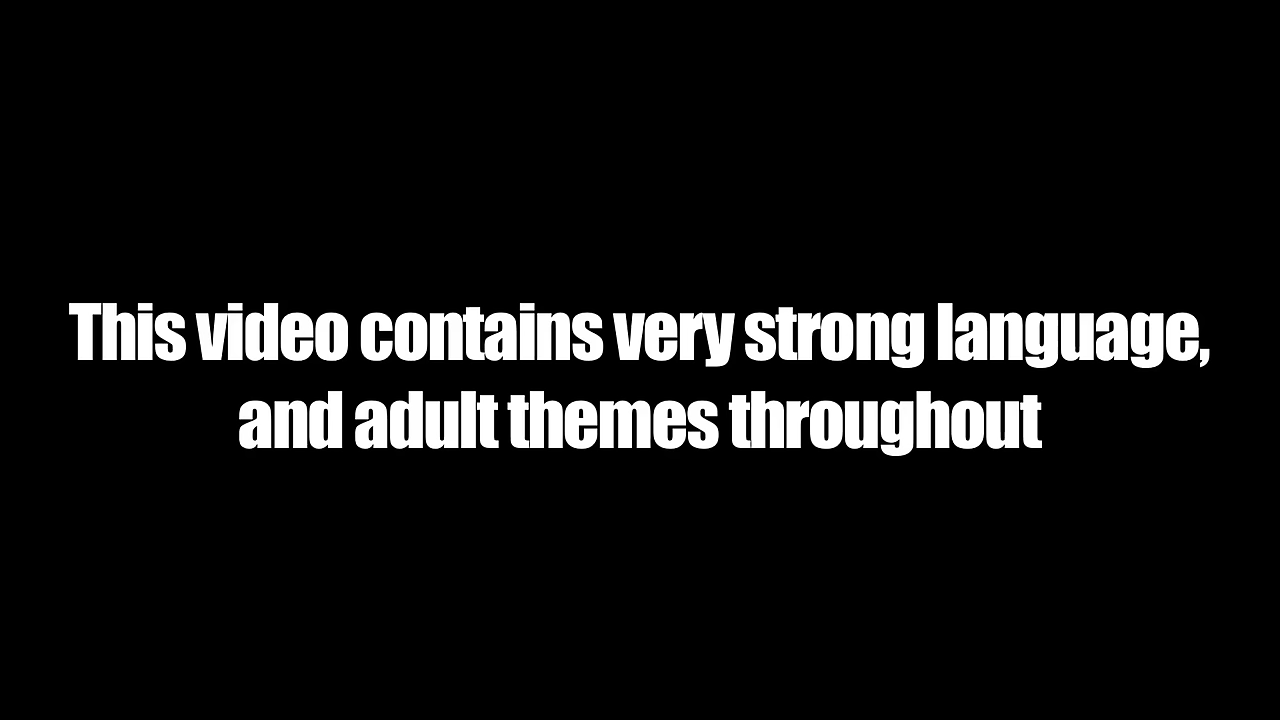 This video contains very strong language,
and adult themes throughout